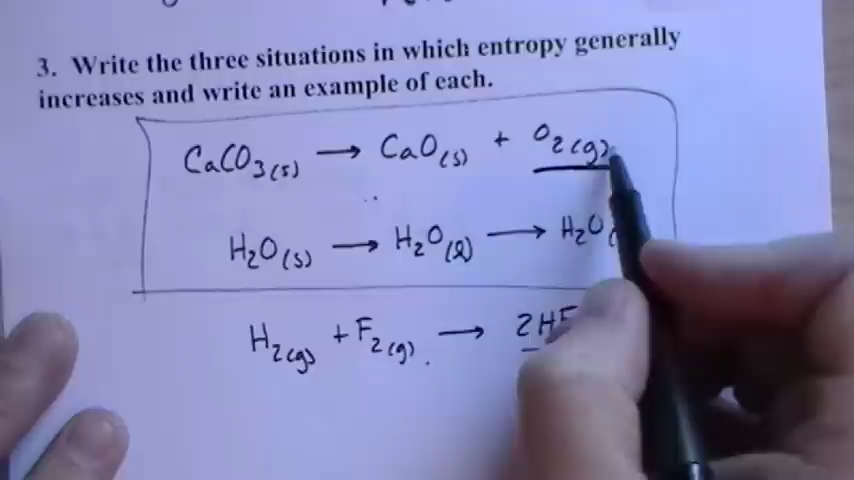 3. Write the three situations in which entropy generally
increases and write an example of each.
CaCO₃(s) → CaO(s) + O₂(g)
H₂O(s) → H₂O(l) → H₂O(
H₂(g) + F₂(g) → 2HF